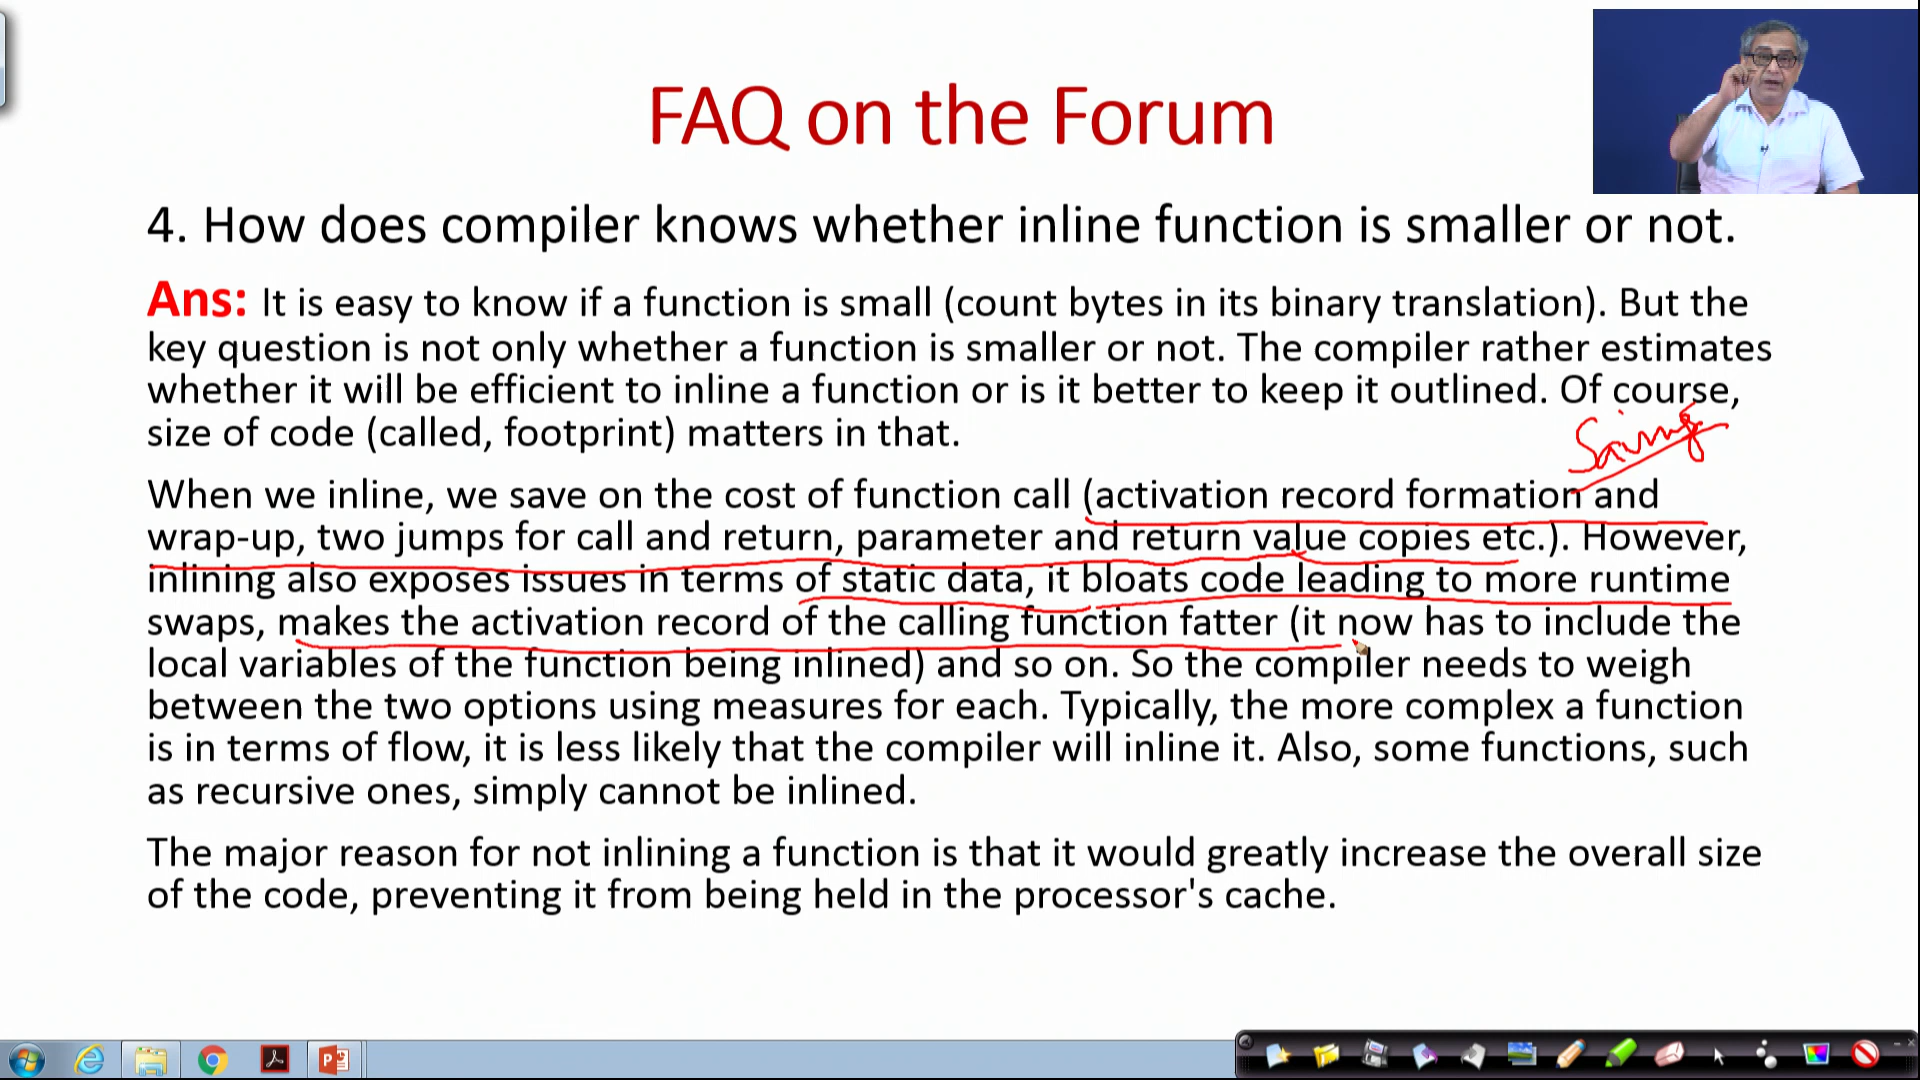 FAQ on the Forum
4. How does compiler knows whether inline function is smaller or not.
Ans: It is easy to know if a function is small (count bytes in its binary translation). But the
key question is not only whether a function is smaller or not. The compiler rather estimates
whether it will be efficient to inline a function or is it better to keep it outlined. Of course,
size of code (called, footprint) matters in that.
Saving
When we inline, we save on the cost of function call (activation record formation and
wrap-up, two jumps for call and return, parameter and return value copies etc.). However,
inlining also exposes issues in terms of static data, it bloats code leading to more runtime
swaps, makes the activation record of the calling function fatter (it now has to include the
local variables of the function being inlined) and so on. So the compiler needs to weigh
between the two options using measures for each. Typically, the more complex a function
is in terms of flow, it is less likely that the compiler will inline it. Also, some functions, such
as recursive ones, simply cannot be inlined.
The major reason for not inlining a function is that it would greatly increase the overall size
of the code, preventing it from being held in the processor's cache.